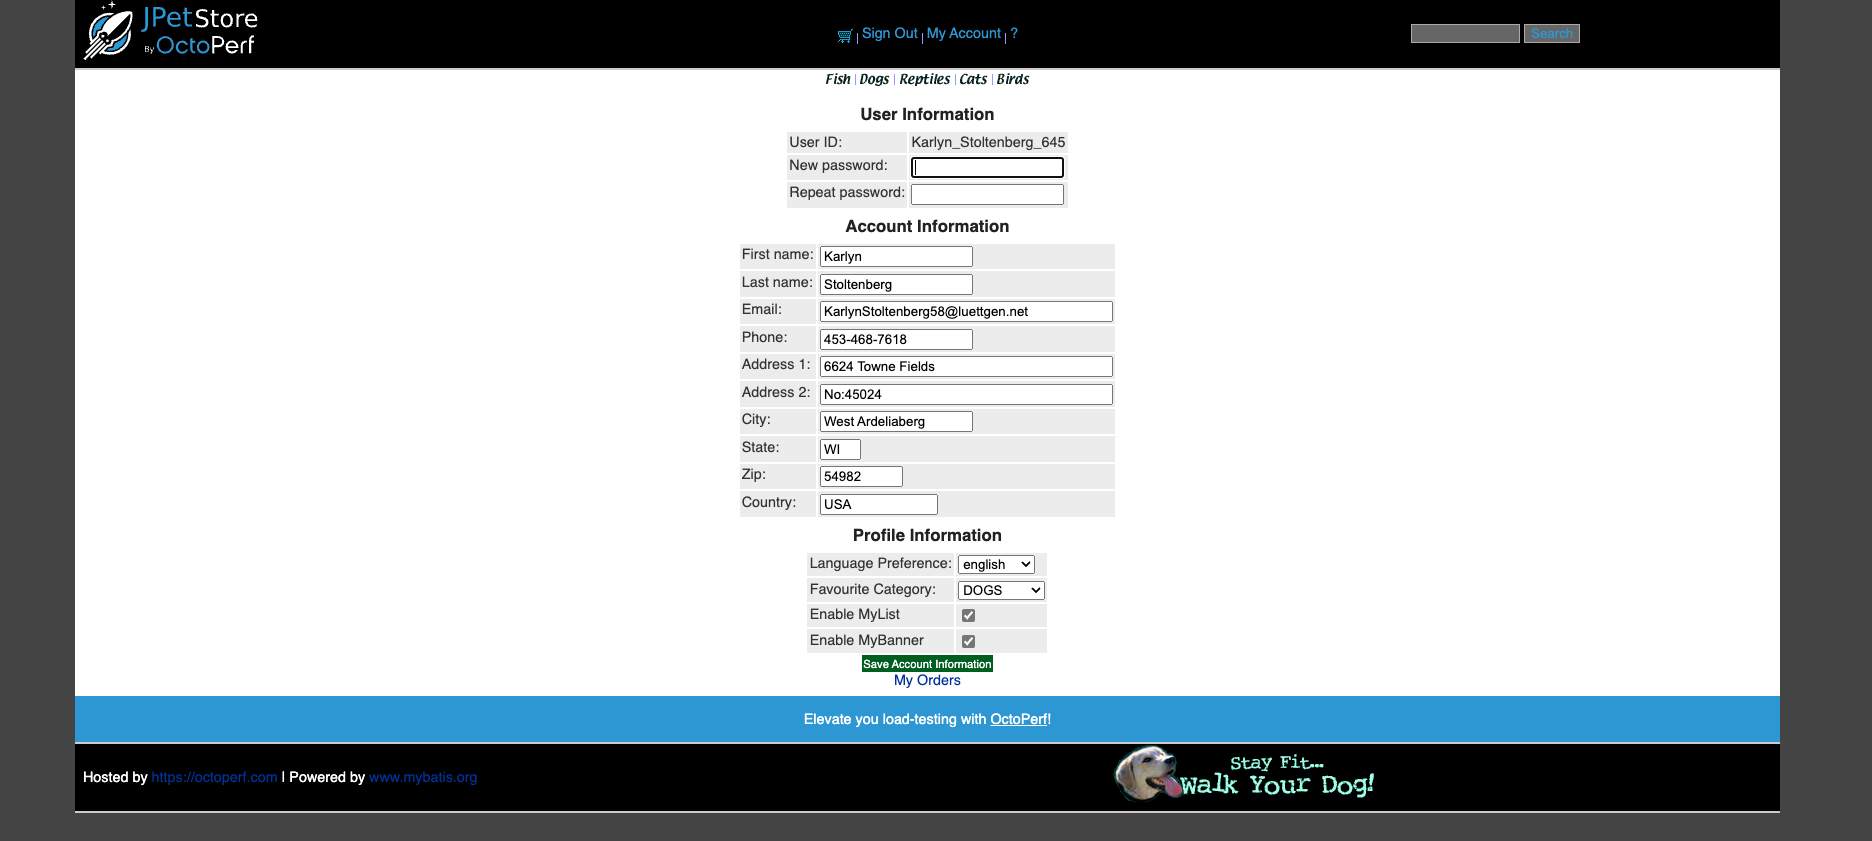 JPetStore
By OctoPerf
Sign Out | My Account | ?
Search
Fish | Dogs | Reptiles | Cats | Birds
User Information
User ID: Karlyn_Stoltenberg_645
New password:
Repeat password:
Account Information
First name: Karlyn
Last name: Stoltenberg
Email: KarlynStoltenberg58@luettgen.net
Phone: 453-468-7618
Address 1: 6624 Towne Fields
Address 2: No:45024
City: West Ardeliaberg
State: WI
Zip: 54982
Country: USA
Profile Information
Language Preference: english
Favourite Category: DOGS
Enable MyList
Enable MyBanner
Save Account Information
My Orders
Elevate you load-testing with OctoPerf!
Hosted by https://octoperf.com | Powered by www.mybatis.org
Stay Fit...
Walk Your Dog!